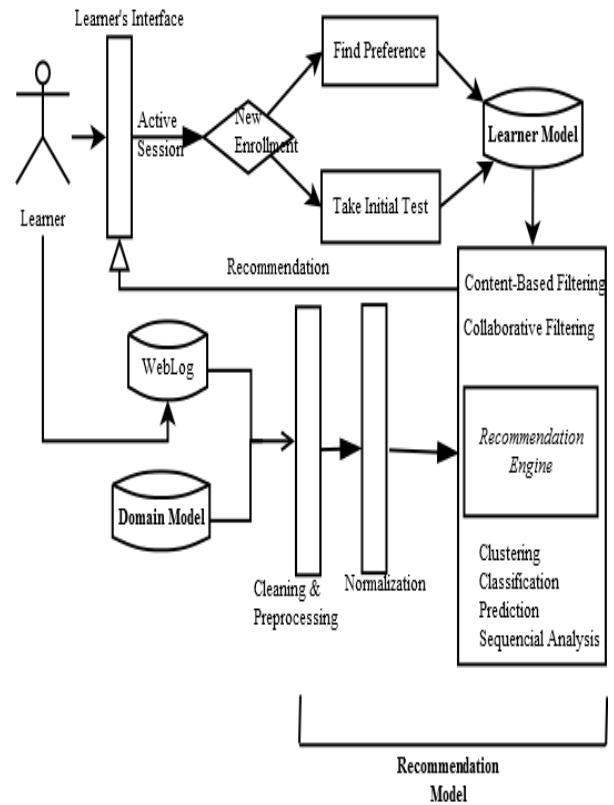 Learner's Interface
Find Preference
Learner Model
Active
Session
New
Enrollment
Learner
Take Initial Test
Recommendation
Content-Based Filtering
Collaborative Filtering
WebLog
Recommendation
Engine
Domain Model
Cleaning &
Preprocessing
Normalization
Clustering
Classification
Prediction
Sequencial Analysis
Recommendation
Model